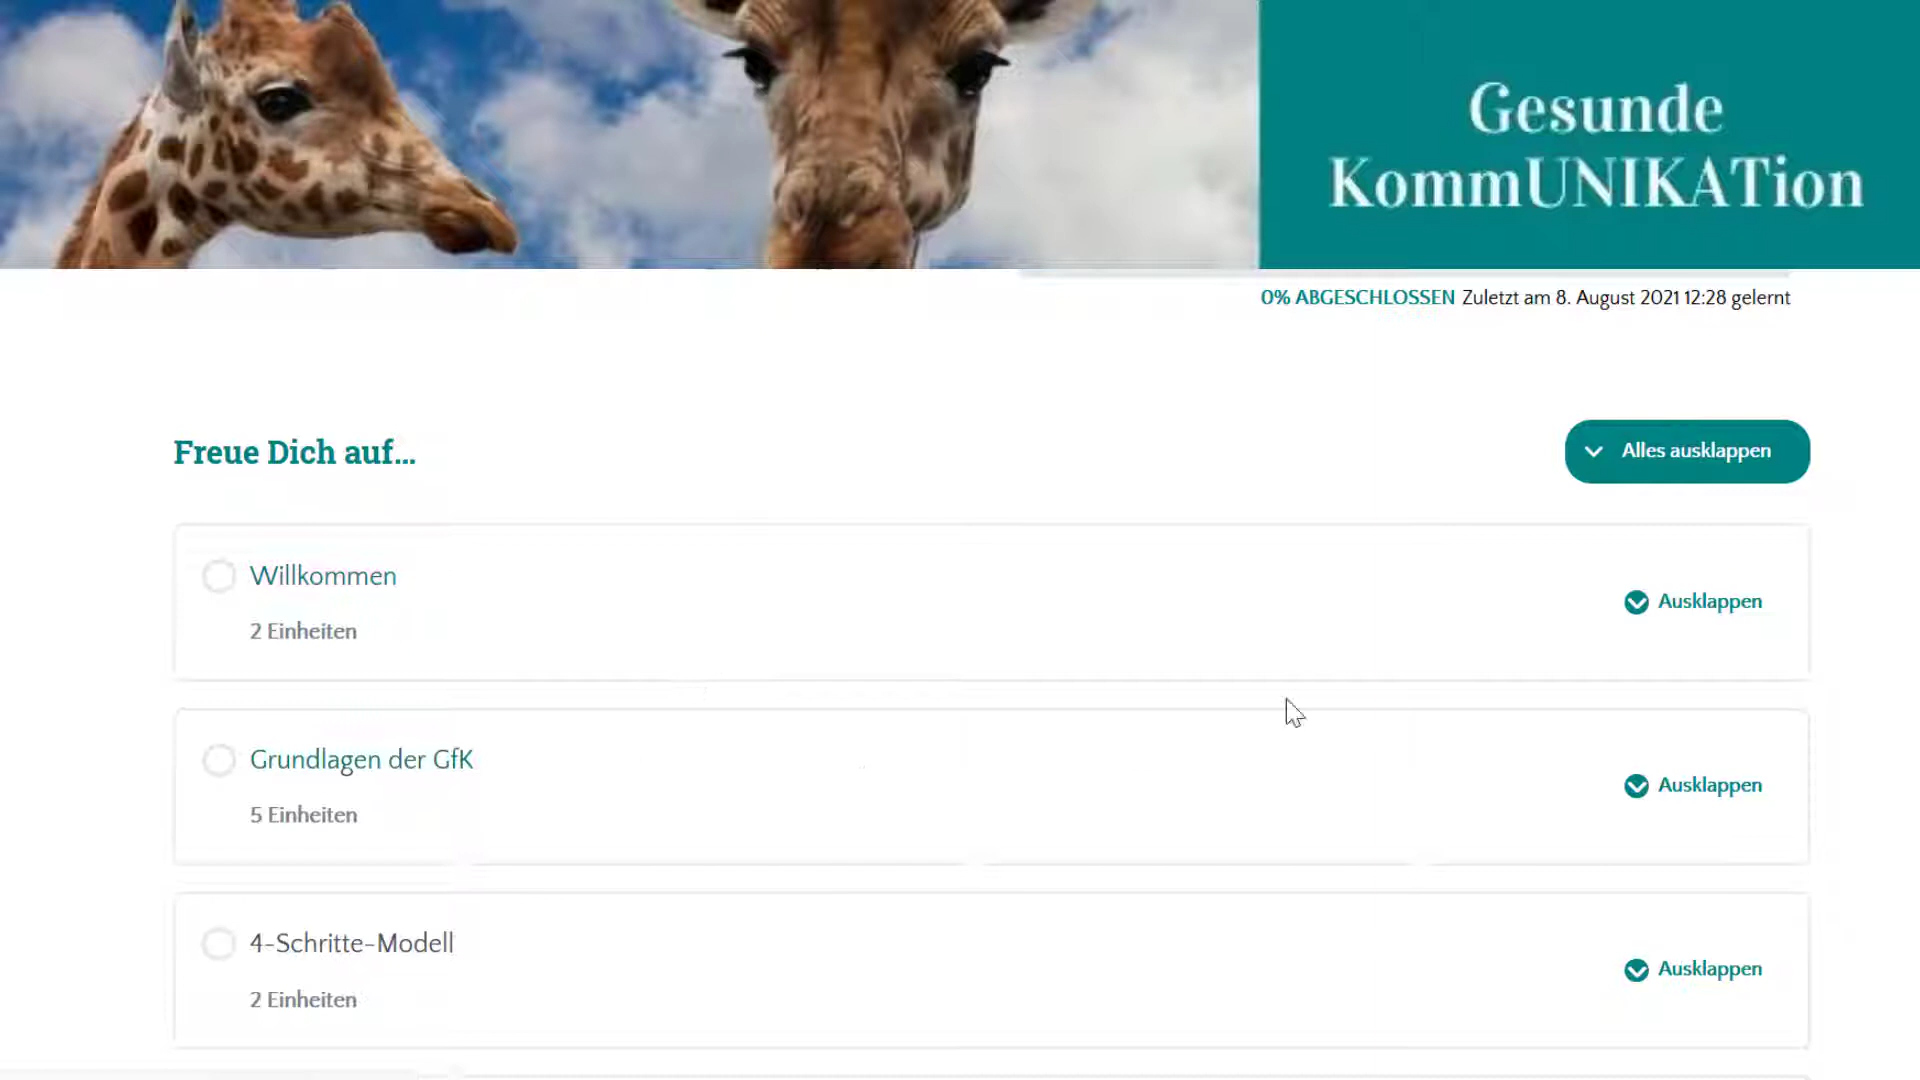 Gesunde
KommUNIKATion
0% ABGESCHLOSSEN Zuletzt am 8. August 2021 12:28 gelernt
Freue Dich auf...
Alles ausklappen
Willkommen
2 Einheiten
Ausklappen
Grundlagen der GfK
5 Einheiten
Ausklappen
4-Schritte-Modell
2 Einheiten
Ausklappen